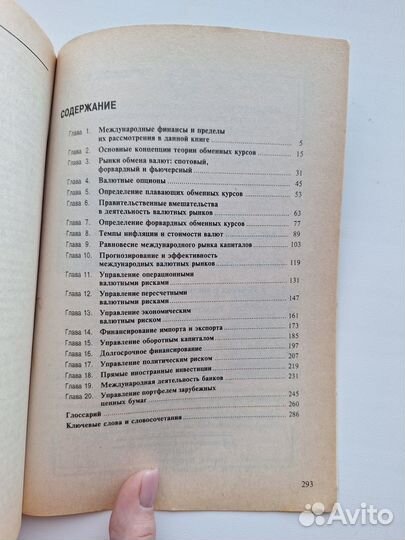 СОДЕРЖАНИЕ
Глава 1. Международные финансы и пределы
их рассмотрения в данной книге 5
Глава 2. Основные концепции теории обменных курсов 15
Глава 3. Рынки обмена валют: спотовый,
форвардный и фьючерсный 31
Глава 4. Валютные опционы 45
Глава 5. Определение плавающих обменных курсов 53
Глава 6. Правительственные вмешательства
в деятельность валютных рынков 63
Глава 7. Определение форвардных обменных курсов 77
Глава 8. Темпы инфляции и стоимости валют 89
Глава 9. Равновесие международного рынка капиталов 103
Глава 10. Прогнозирование и эффективность
международных валютных рынков 119
Глава 11. Управление операционными
валютными рисками 131
Глава 12. Управление пересчетными
валютными рисками 147
Глава 13. Управление экономическим
валютным риском 161
Глава 14. Финансирование импорта и экспорта 173
Глава 15. Управление оборотным капиталом 185
Глава 16. Долгосрочное финансирование 197
Глава 17. Управление политическим риском 207
Глава 18. Прямые иностранные инвестиции 219
Глава 19. Международная деятельность банков 231
Глава 20. Управление портфелем зарубежных
ценных бумаг 245
Глоссарий 260
Ключевые слова и словосочетания 286
293
Avito